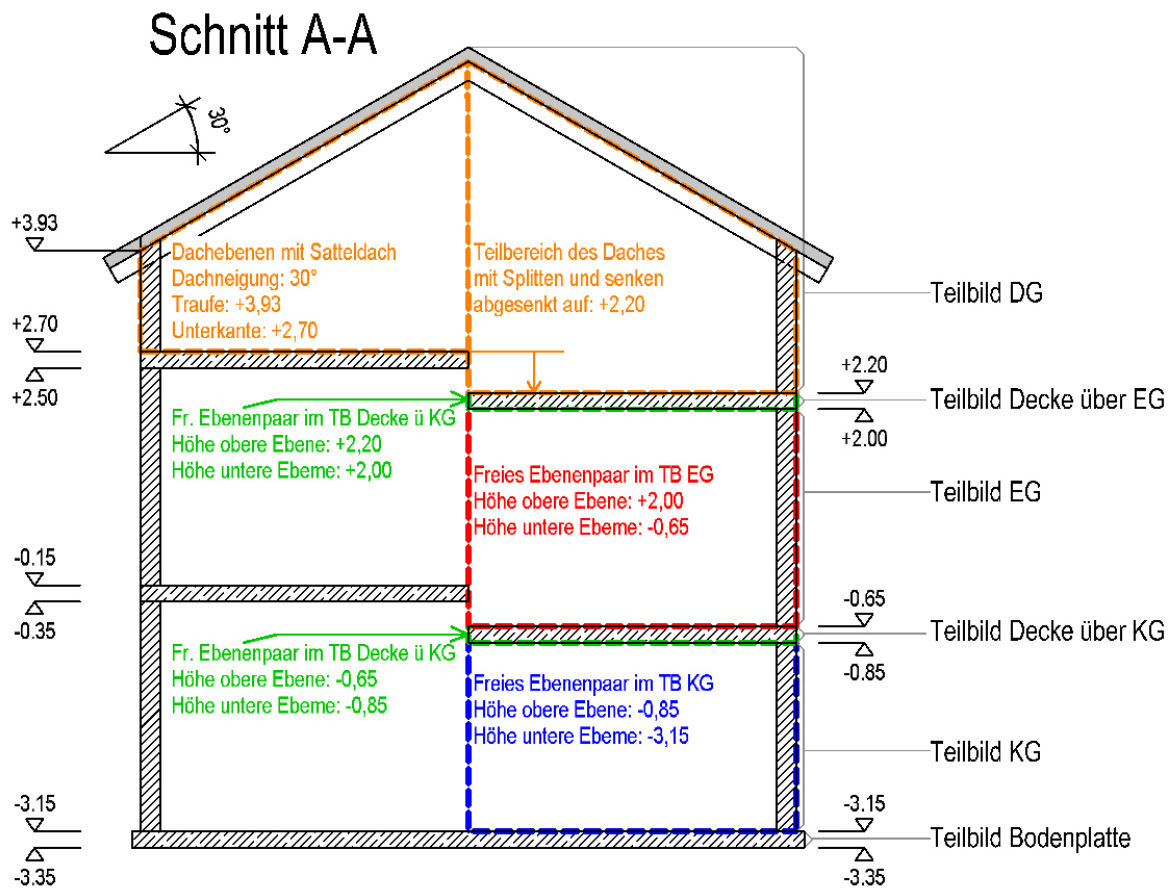 Schnitt A-A
30°
+3.93
Dachebenen mit Satteldach
Dachneigung: 30°
Traufe: +3,93
Unterkante: +2,70
Teilbereich des Daches
mit Splitten und senken
abgesenkt auf: +2,20
Teilbild DG
+2.70
+2.50
+2.20
+2.00
Teilbild Decke über EG
Fr. Ebenenpaar im TB Decke ü KG
Höhe obere Ebene: +2,20
Höhe untere Ebeme: +2,00
Freies Ebenenpaar im TB EG
Höhe obere Ebene: +2,00
Höhe untere Ebeme: -0,65
Teilbild EG
-0.15
-0.35
-0.65
-0.85
Teilbild Decke über KG
Fr. Ebenenpaar im TB Decke ü KG
Höhe obere Ebene: -0,65
Höhe untere Ebeme: -0,85
Freies Ebenenpaar im TB KG
Höhe obere Ebene: -0,85
Höhe untere Ebeme: -3,15
Teilbild KG
-3.15
-3.35
-3.15
-3.35
Teilbild Bodenplatte